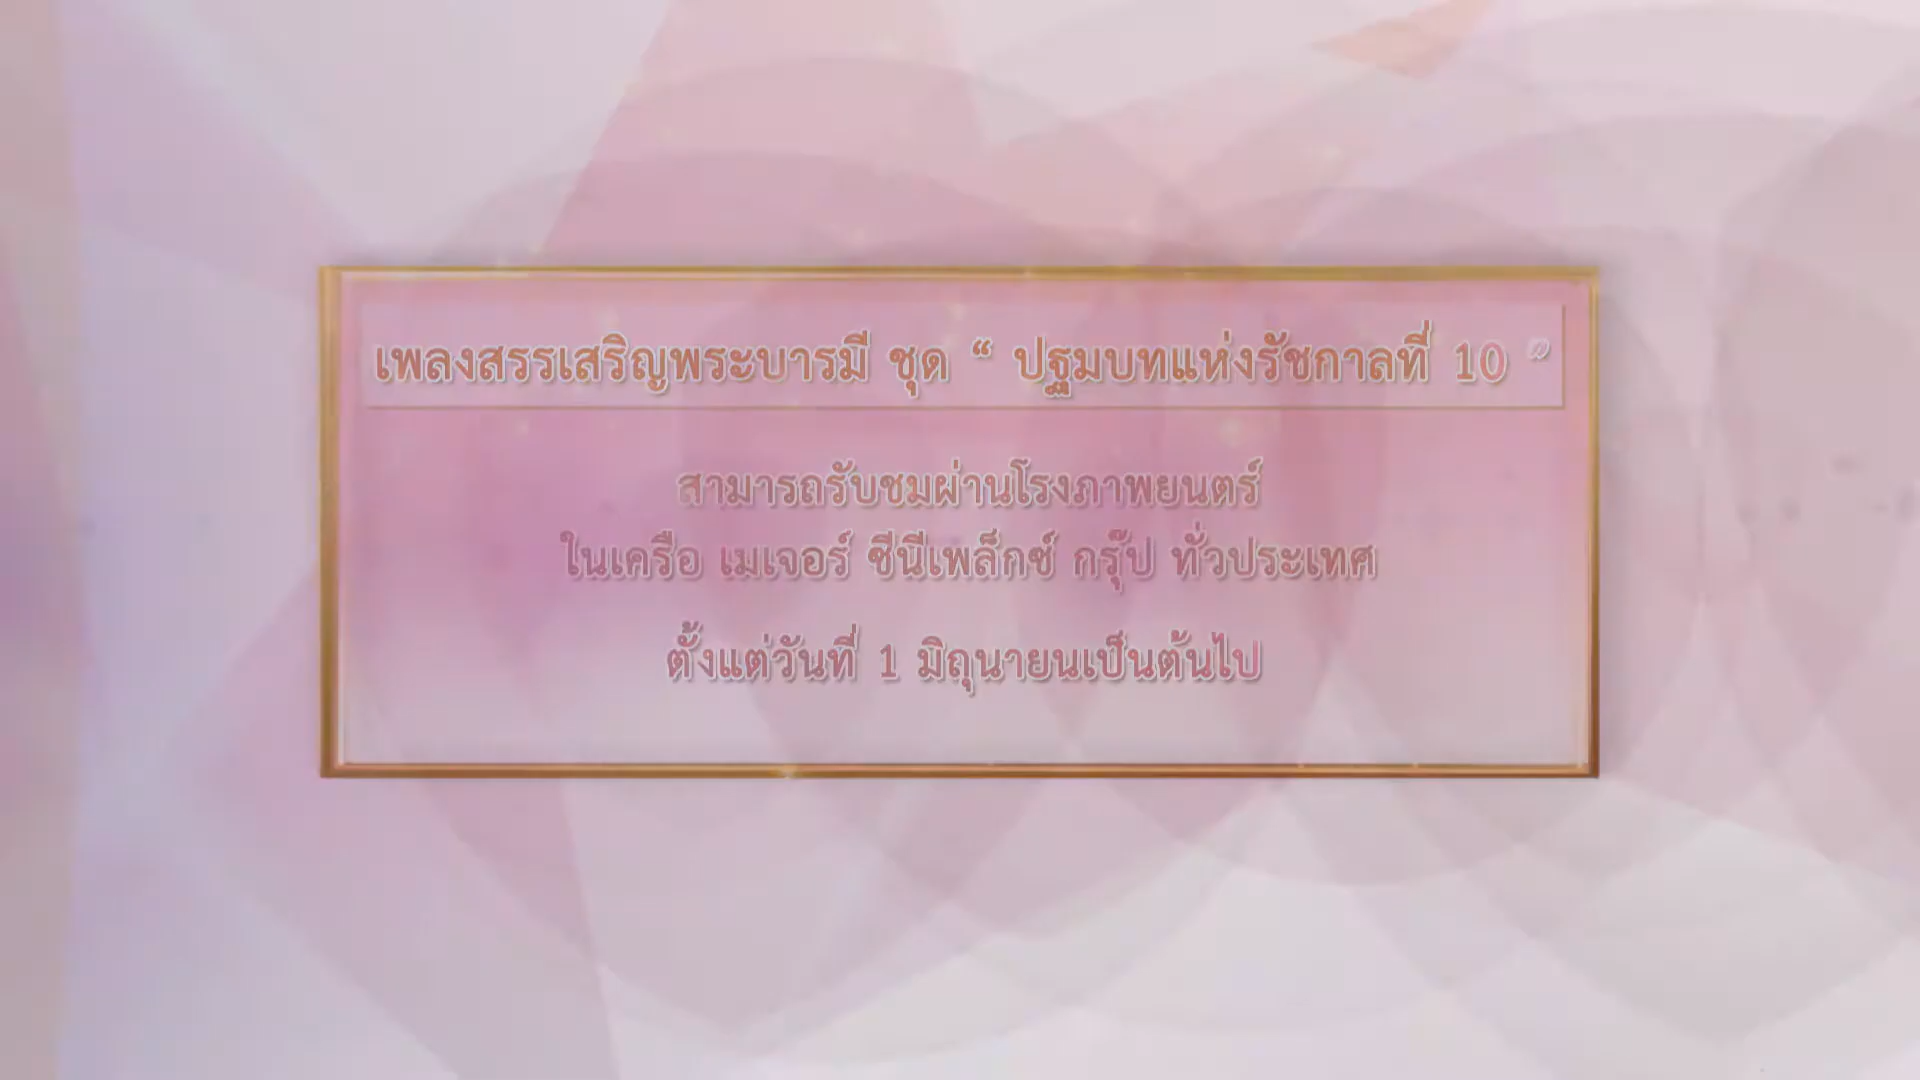 เพลงสรรเสริญพระบารมี ชุด “ ปฐมบทแห่งรัชกาลที่ 10 ”
สามารถรับชมผ่านโรงภาพยนตร์
ในเครือ เมเจอร์ ซีนีเพล็กซ์ กรุ๊ป ทั่วประเทศ
ตั้งแต่วันที่ 1 มิถุนายนเป็นต้นไป